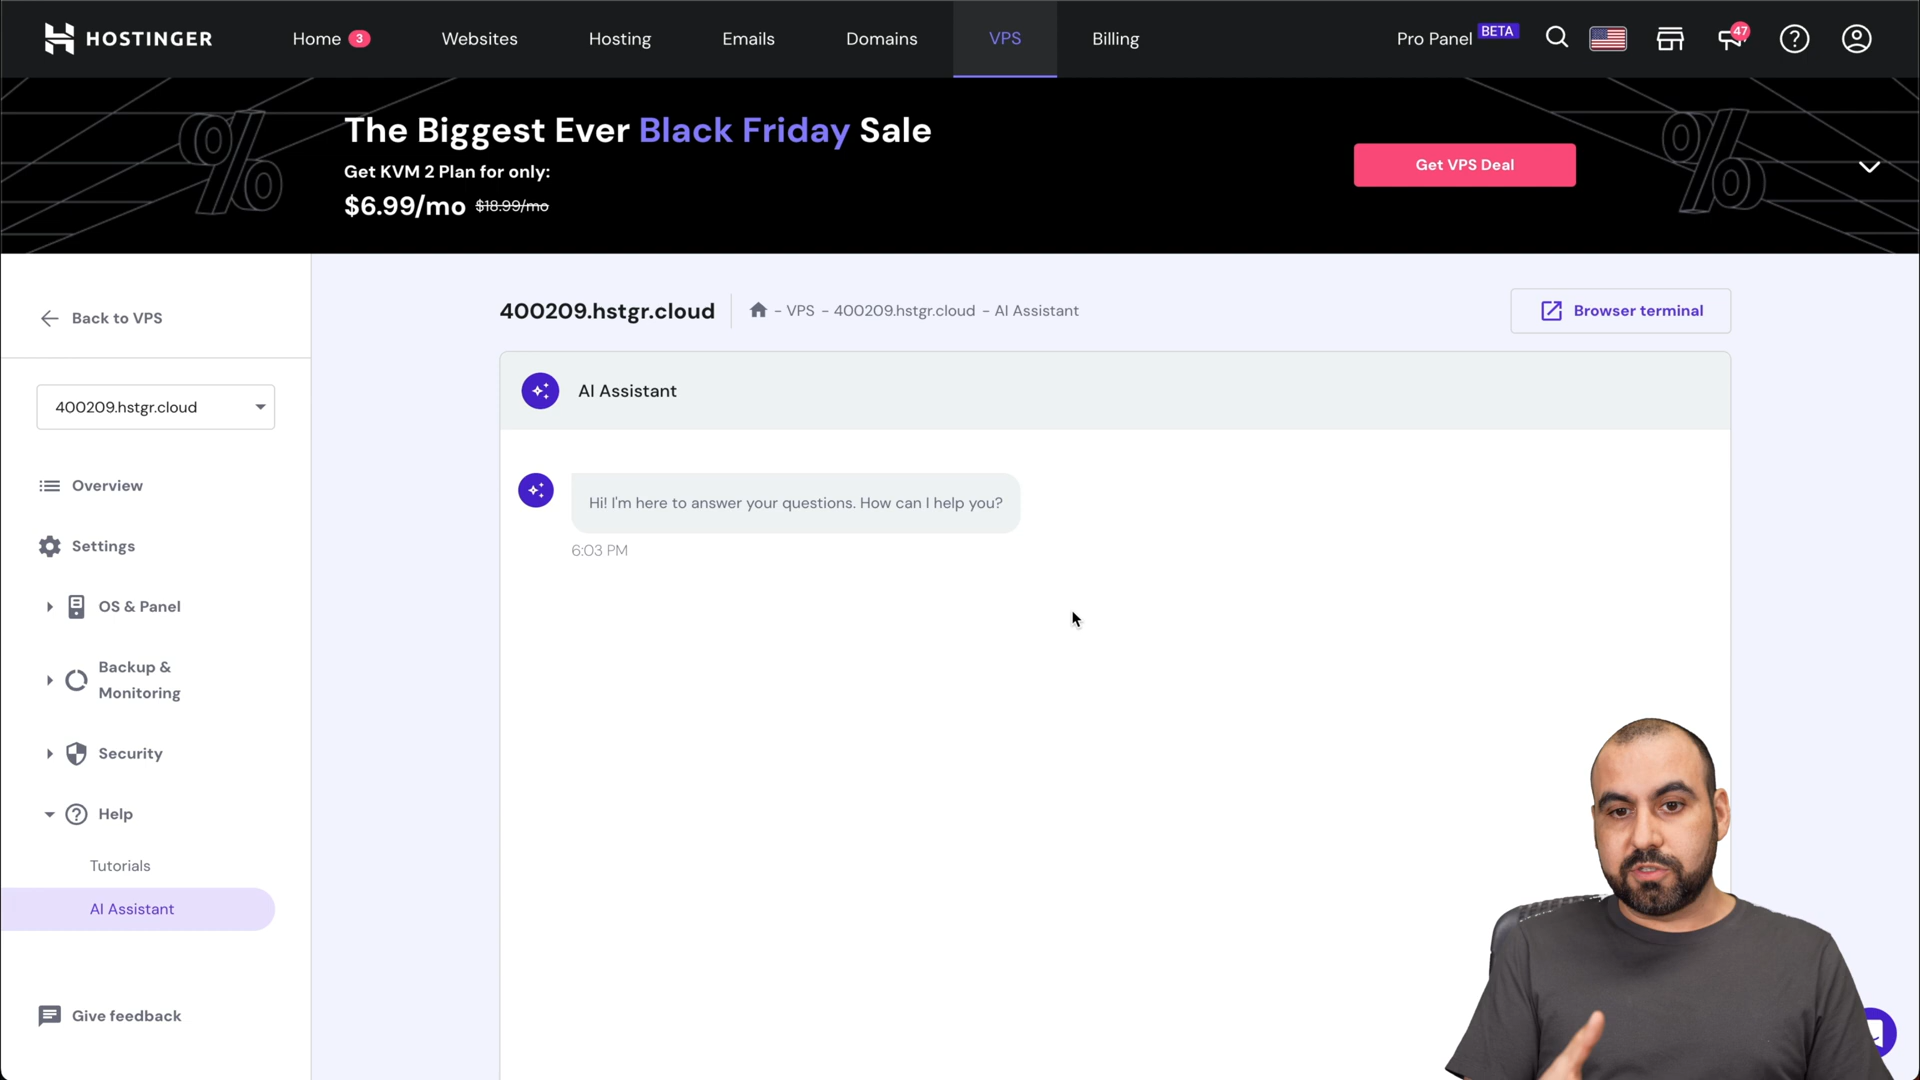 HOSTINGER
Home 3
Websites
Hosting
Emails
Domains
VPS
Billing
Pro Panel BETA
47
The Biggest Ever Black Friday Sale
Get KVM 2 Plan for only:
$6.99/mo $18.99/mo
Get VPS Deal
% %
Back to VPS
400209.hstgr.cloud
Overview
Settings
OS & Panel
Backup &
Monitoring
Security
Help
Tutorials
AI Assistant
Give feedback
400209.hstgr.cloud
- VPS - 400209.hstgr.cloud - AI Assistant
Browser terminal
AI Assistant
Hi! I'm here to answer your questions. How can I help you?
6:03 PM